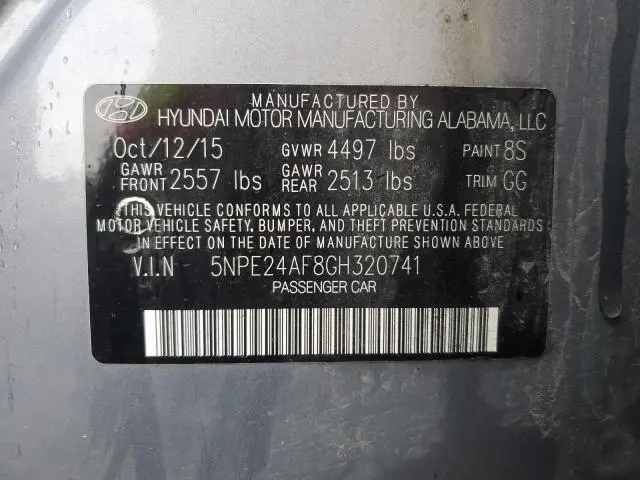 MANUFACTURED BY
HYUNDAI MOTOR MANUFACTURING ALABAMA, LLC
Oct/12/15 GVWR 4497 lbs PAINT 8S
GAWR FRONT 2557 lbs GAWR REAR 2513 lbs TRIM GG
THIS VEHICLE CONFORMS TO ALL APPLICABLE U.S.A. FEDERAL
MOTOR VEHICLE SAFETY, BUMPER, AND THEFT PREVENTION STANDARDS
IN EFFECT ON THE DATE OF MANUFACTURE SHOWN ABOVE
V.I.N 5NPE24AF8GH320741
PASSENGER CAR